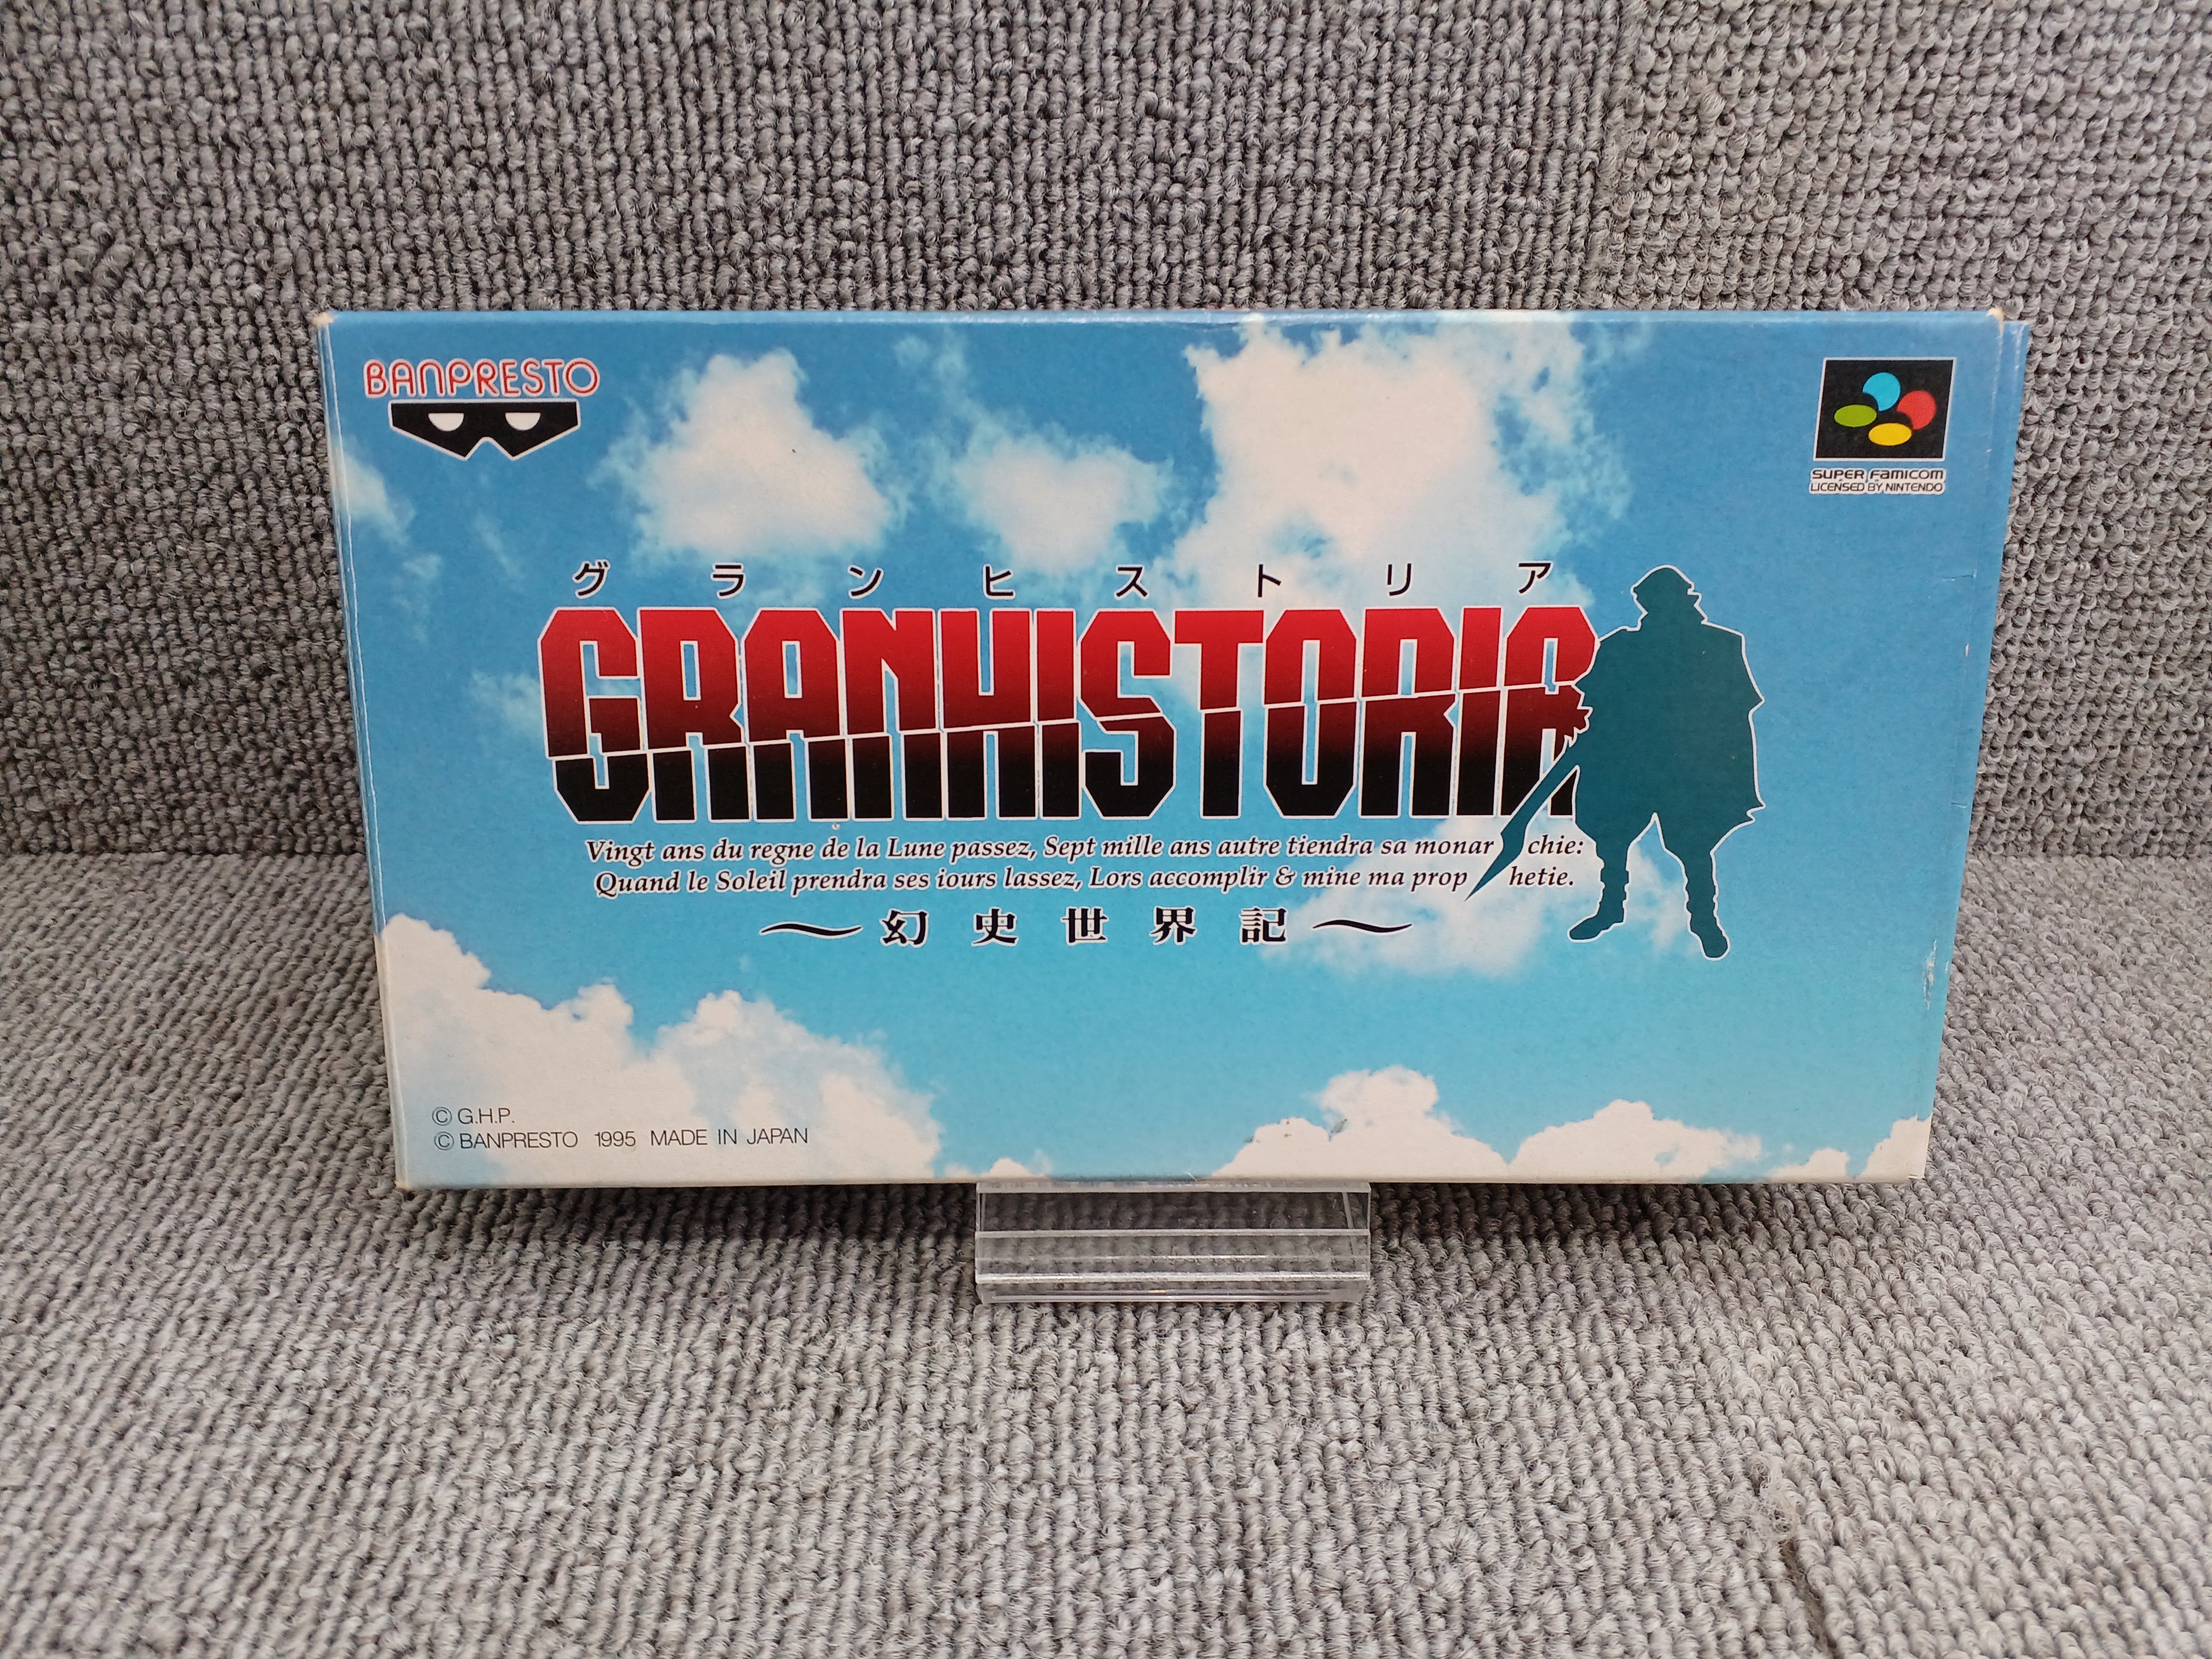 BANPRESTO
SUPER FAMICOM
LICENSED BY NINTENDO
グランヒストリア
GRANHISTORIA
Vingt ans du regne de la Lune passez, Sept mille ans autre tiendra sa monar chie:
Quand le Soleil prendra ses iours lassez, Lors accomplir & mine ma prop hetie.
〜幻史世界記〜
© G.H.P.
© BANPRESTO 1995 MADE IN JAPAN